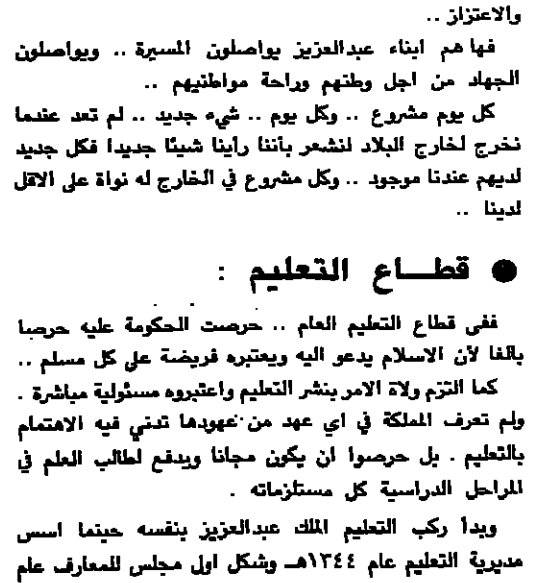 والاعتزاز ..
فها هم ابناء عبدالعزيز يواصلون المسيرة .. ويواصلون
الجهاد من اجل وطنهم وراحة مواطنيهم ..
كل يوم مشروع .. وكل يوم .. شيء جديد .. لم تعد عندما
نخرج لخارج البلاد لنشعر بأننا رأينا شيئا جديدا فكل جديد
لديهم عندنا موجود .. وكل مشروع في الخارج له نواة على الاقل
لدينا ..
● قطـــاع التعليم :
ففى قطاع التعليم العام .. حرصت الحكومة عليه حرصا
بالغا لأن الاسلام يدعو اليه ويعتبره فريضة على كل مسلم ..
كما التزم ولاة الامر بنشر التعليم واعتبروه مسئولية مباشرة .
ولم تعرف المملكة في اي عهد من عهودها تدني فيه الاهتمام
بالتعليم . بل حرصوا ان يكون مجانا ويدفع لطالب العلم في
المراحل الدراسية كل مستلزماته .
وبدأ ركب التعليم الملك عبدالعزيز بنفسه حينما اسس
مديرية التعليم عام ١٣٤٤هـ وشكل اول مجلس للمعارف عام